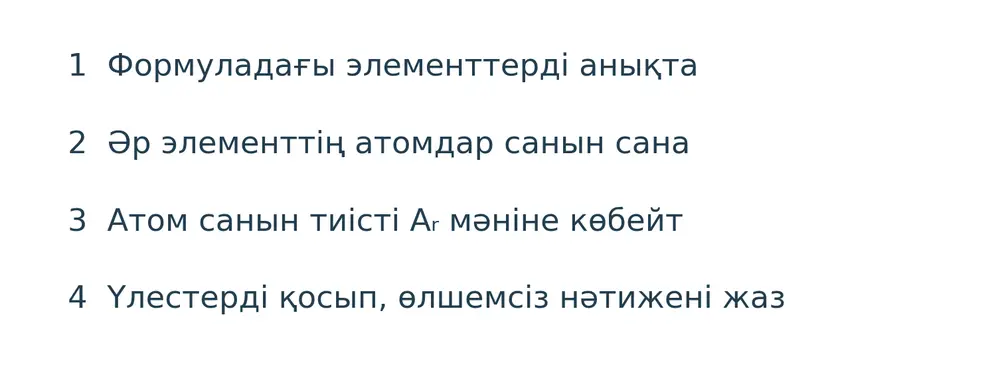 1 Формуладағы элементтерді анықта
2 Әр элементтің атомдар санын сана
3 Атом санын тиісті Aᵣ мәніне көбейт
4 Үлестерді қосып, өлшемсіз нәтижені жаз